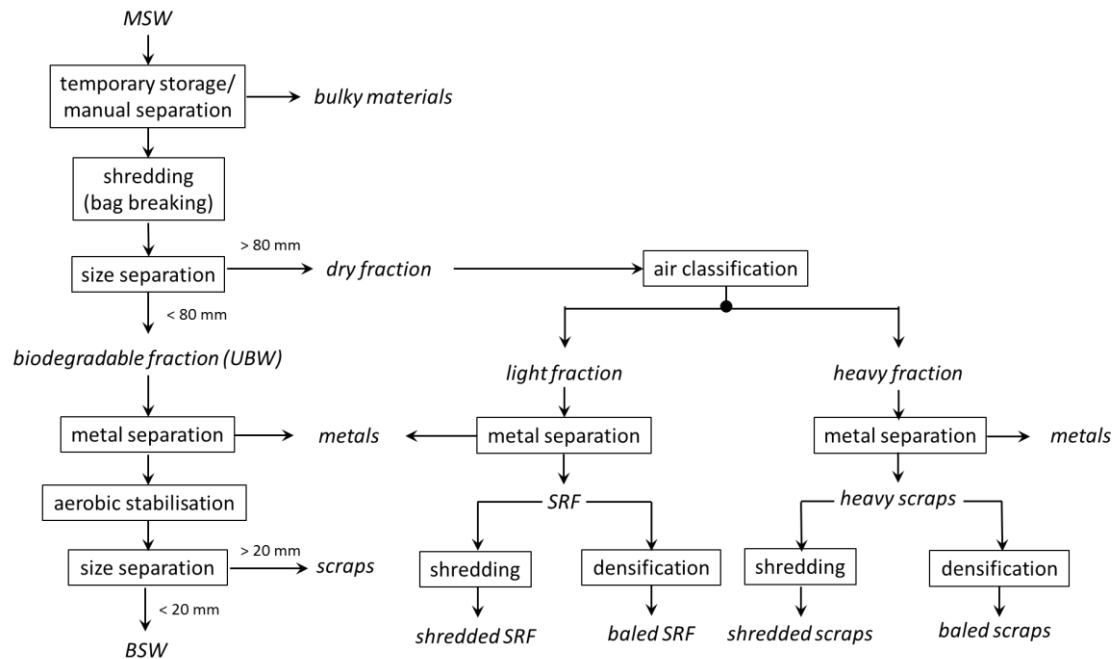 MSW
temporary storage/
manual separation
bulky materials
shredding
(bag breaking)
> 80 mm
size separation
dry fraction
air classification
< 80 mm
biodegradable fraction (UBW)
light fraction
heavy fraction
metal separation
metals
metal separation
metal separation
metals
aerobic stabilisation
SRF
heavy scraps
> 20 mm
size separation
scraps
shredding
densification
shredding
densification
< 20 mm
BSW
shredded SRF
baled SRF
shredded scraps
baled scraps